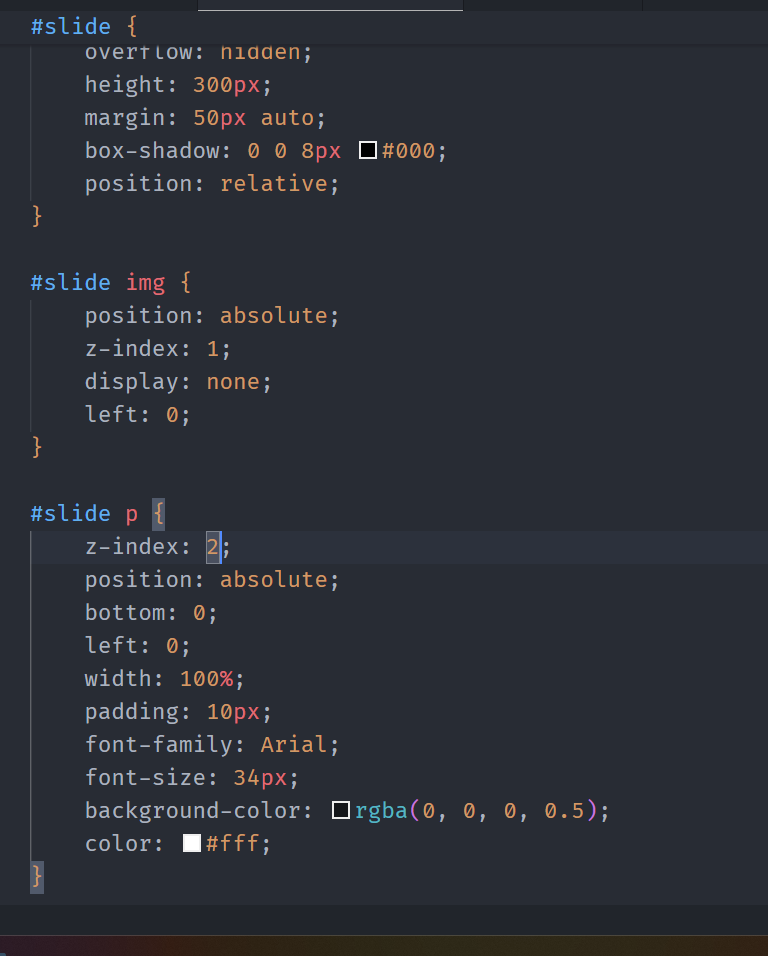 #slide {
    overflow: hidden;
    height: 300px;
    margin: 50px auto;
    box-shadow: 0 0 8px #000;
    position: relative;
}

#slide img {
    position: absolute;
    z-index: 1;
    display: none;
    left: 0;
}

#slide p {
    z-index: 2;
    position: absolute;
    bottom: 0;
    left: 0;
    width: 100%;
    padding: 10px;
    font-family: Arial;
    font-size: 34px;
    background-color: rgba(0, 0, 0, 0.5);
    color: #fff;
}